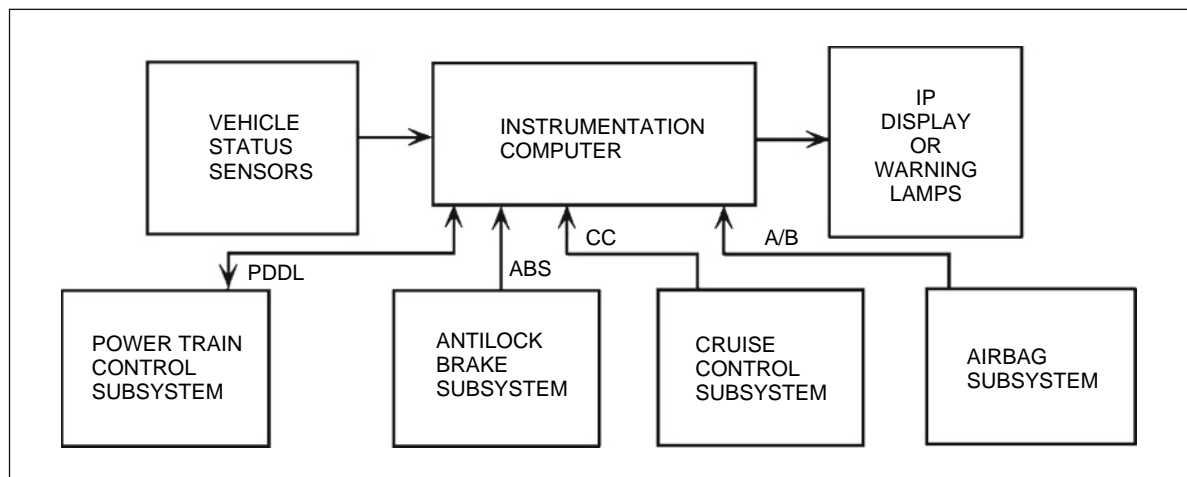 VEHICLE
STATUS
SENSORS
INSTRUMENTATION
COMPUTER
IP
DISPLAY
OR
WARNING
LAMPS
PDDL
ABS
CC
A/B
POWER TRAIN
CONTROL
SUBSYSTEM
ANTILOCK
BRAKE
SUBSYSTEM
CRUISE
CONTROL
SUBSYSTEM
AIRBAG
SUBSYSTEM